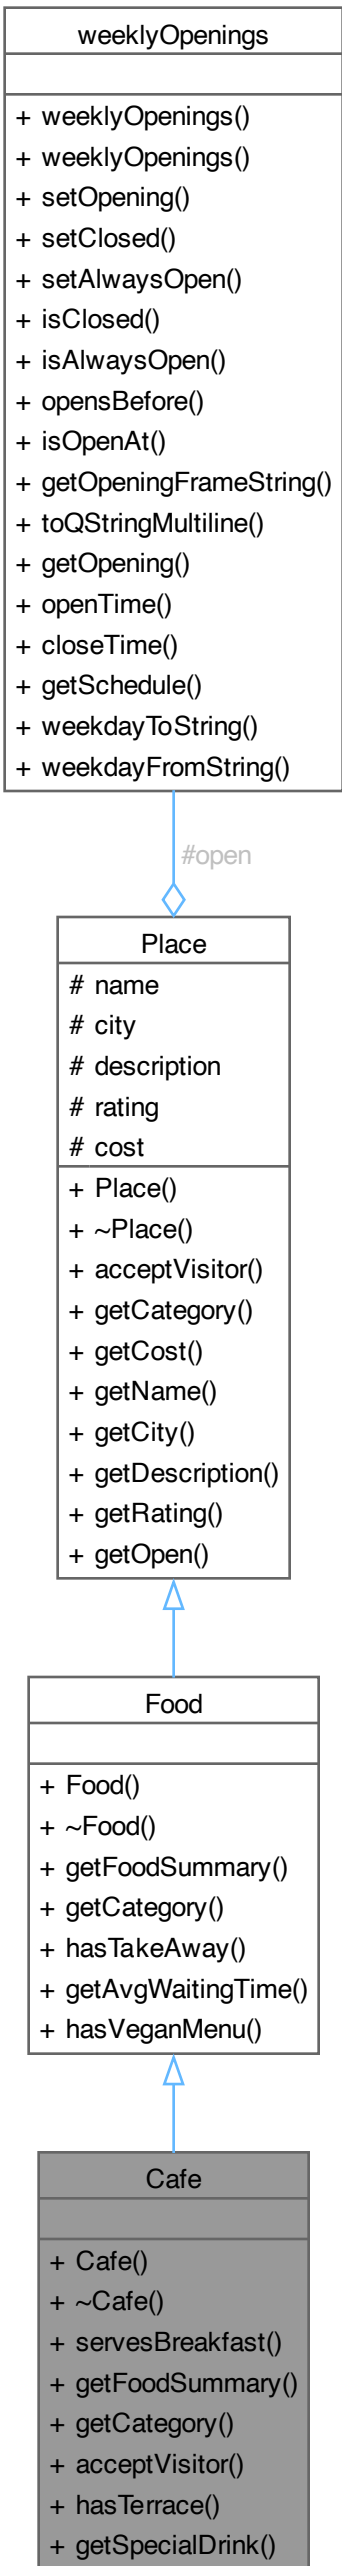 weeklyOpenings
+ weeklyOpenings()
+ weeklyOpenings()
+ setOpening()
+ setClosed()
+ setAlwaysOpen()
+ isClosed()
+ isAlwaysOpen()
+ opensBefore()
+ isOpenAt()
+ getOpeningFrameString()
+ toQStringMultiline()
+ getOpening()
+ openTime()
+ closeTime()
+ getSchedule()
+ weekdayToString()
+ weekdayFromString()
#open
Place
# name
# city
# description
# rating
# cost
+ Place()
+ ~Place()
+ acceptVisitor()
+ getCategory()
+ getCost()
+ getName()
+ getCity()
+ getDescription()
+ getRating()
+ getOpen()
Food
+ Food()
+ ~Food()
+ getFoodSummary()
+ getCategory()
+ hasTakeAway()
+ getAvgWaitingTime()
+ hasVeganMenu()
Cafe
+ Cafe()
+ ~Cafe()
+ servesBreakfast()
+ getFoodSummary()
+ getCategory()
+ acceptVisitor()
+ hasTerrace()
+ getSpecialDrink()